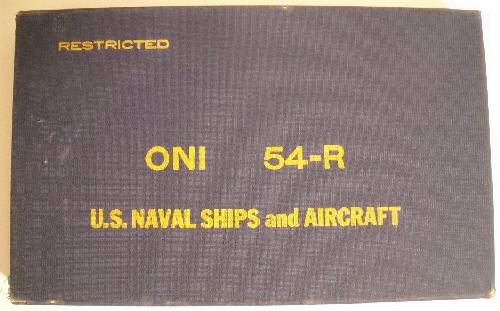 RESTRICTED
ONI 54-R
U.S. NAVAL SHIPS and AIRCRAFT